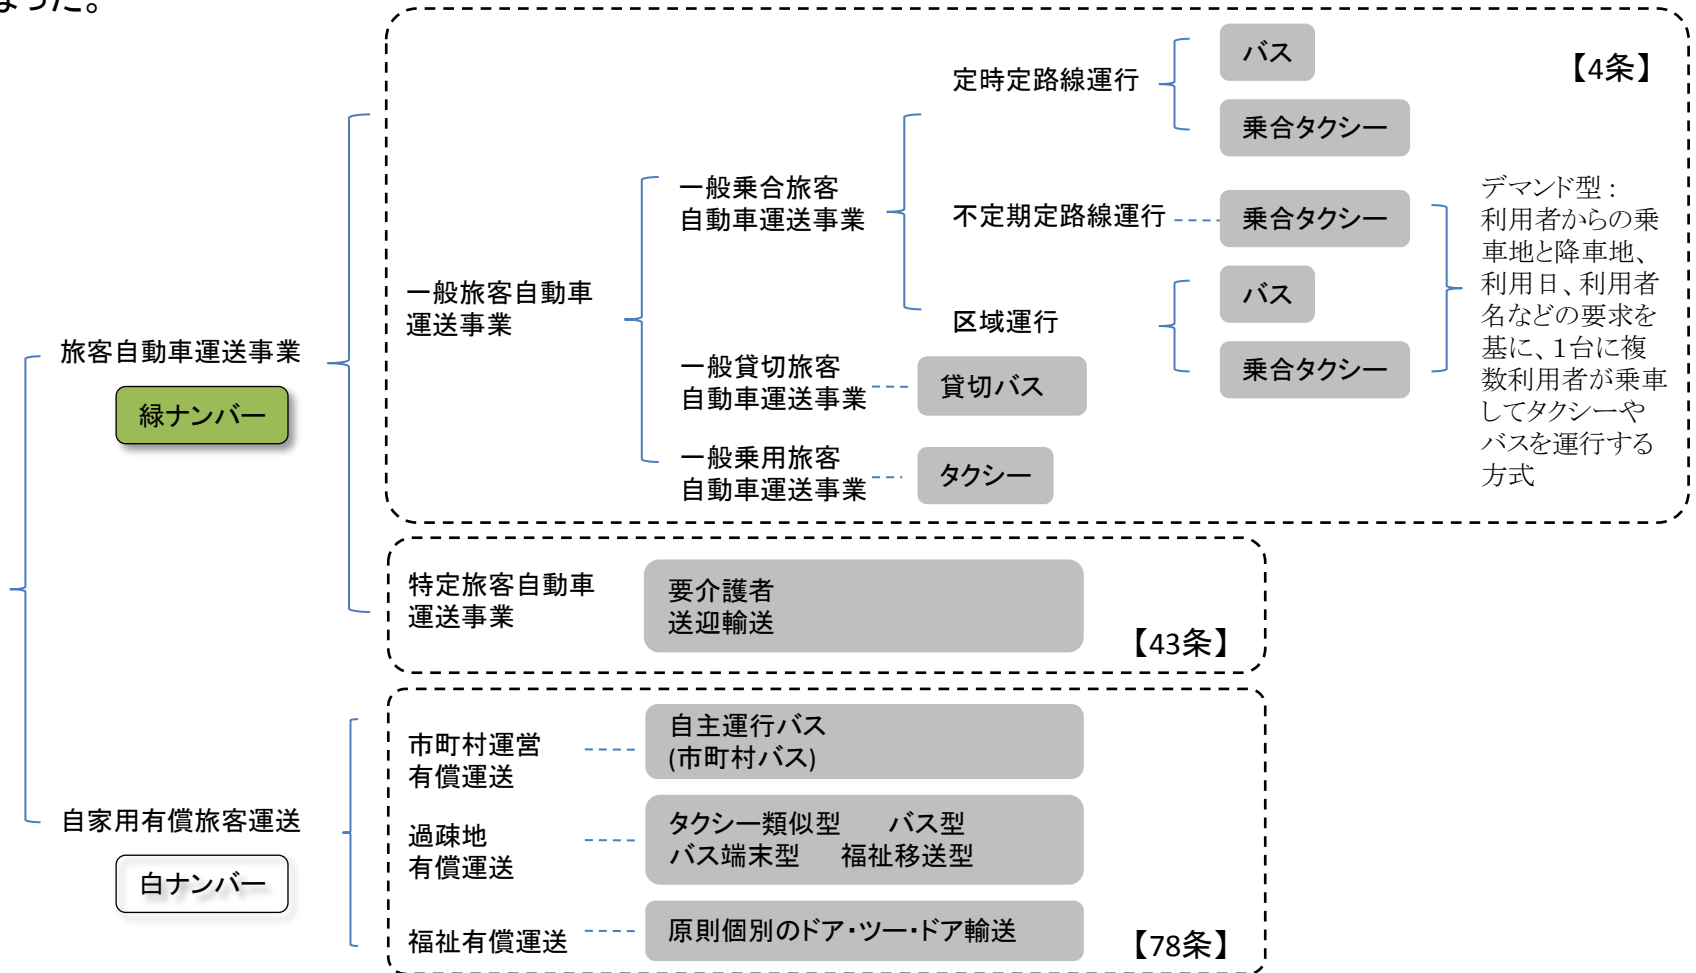 まった。
【4条】
定時定路線運行
バス
乗合タクシー
一般乗合旅客
自動車運送事業
不定期定路線運行
乗合タクシー
デマンド型：
利用者からの乗
車地と降車地、
利用日、利用者
名などの要求を
基に、1台に複
数利用者が乗車
してタクシーや
バスを運行する
方式
区域運行
バス
乗合タクシー
一般旅客自動車
運送事業
旅客自動車運送事業
緑ナンバー
一般貸切旅客
自動車運送事業
貸切バス
一般乗用旅客
自動車運送事業
タクシー
特定旅客自動車
運送事業
要介護者
送迎輸送
【43条】
市町村運営
有償運送
自主運行バス
(市町村バス)
自家用有償旅客運送
白ナンバー
過疎地
有償運送
タクシー類似型　バス型
バス端末型　福祉移送型
福祉有償運送
原則個別のドア・ツー・ドア輸送
【78条】